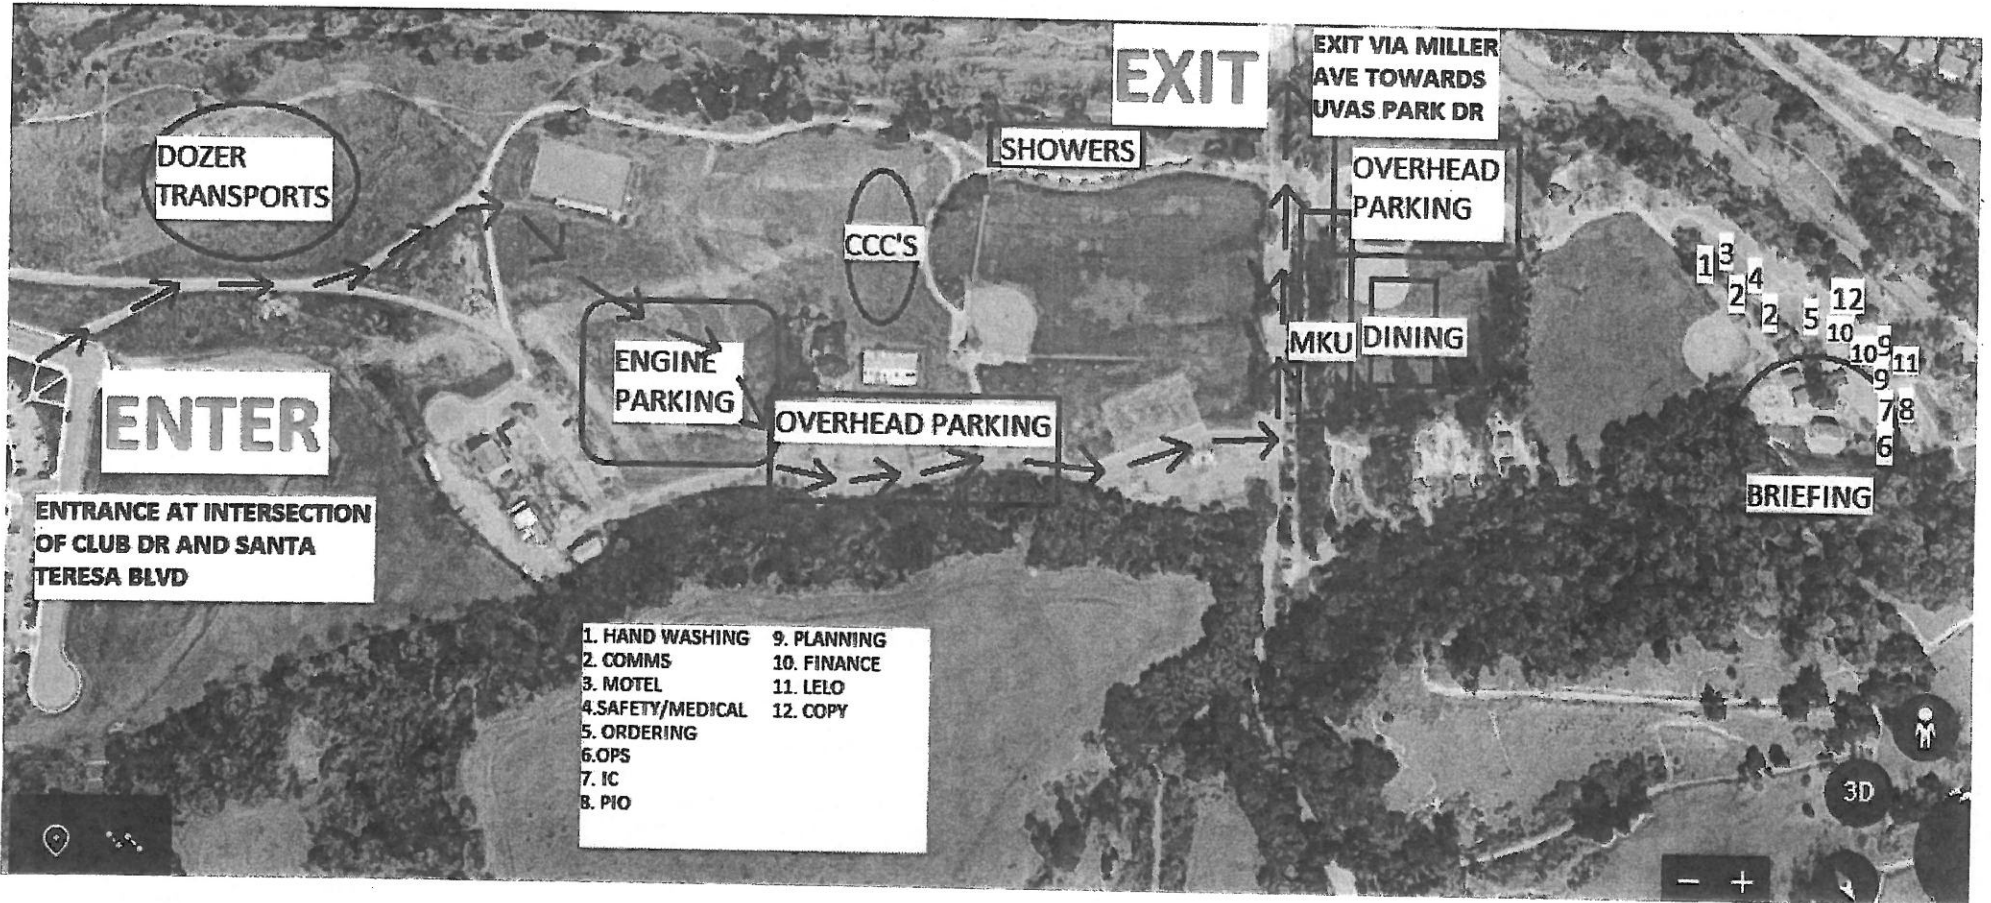 EXIT
EXIT VIA MILLER
AVE TOWARDS
UVAS PARK DR
DOZER
TRANSPORTS
SHOWERS
OVERHEAD
PARKING
CCC'S
1
3
4
2
2
5
12
10
10
9
11
9
7
8
6
MKU
DINING
ENGINE
PARKING
OVERHEAD PARKING
ENTER
BRIEFING
ENTRANCE AT INTERSECTION
OF CLUB DR AND SANTA
TERESA BLVD
1. HAND WASHING
2. COMMS
3. MOTEL
4.SAFETY/MEDICAL
5. ORDERING
6.OPS
7. IC
8. PIO
9. PLANNING
10. FINANCE
11. LELO
12. COPY
3D
− +